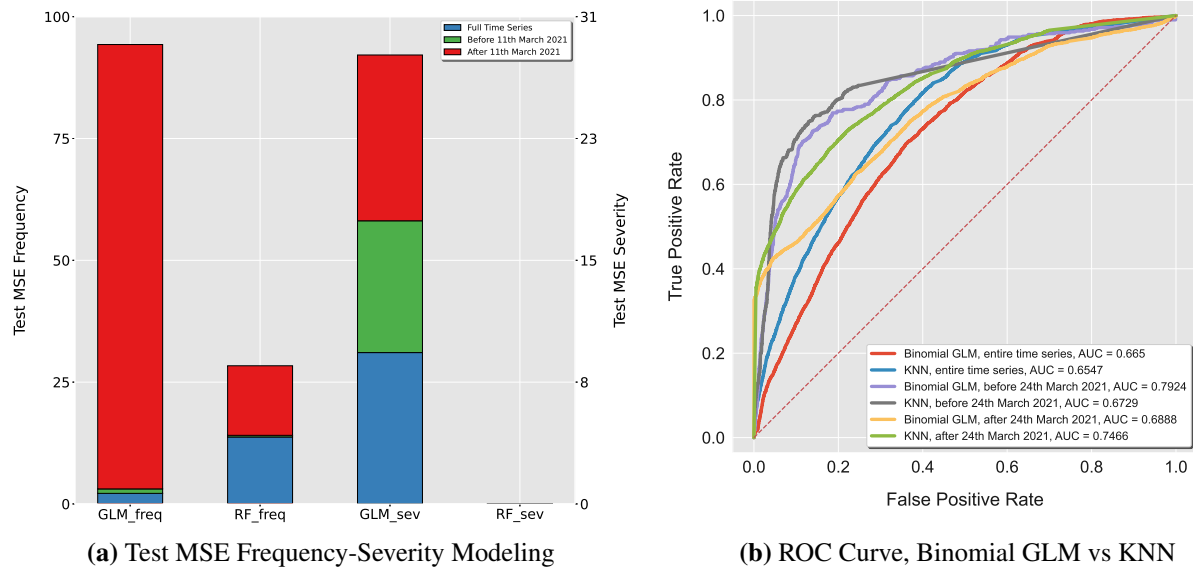 100
75
50
25
0
Test MSE Frequency
Full Time Series
Before 11th March 2021
After 11th March 2021
31
23
15
8
0
Test MSE Severity
GLM_freq
RF_freq
GLM_sev
RF_sev
(a) Test MSE Frequency-Severity Modeling
1.0
0.8
0.6
0.4
0.2
0.0
True Positive Rate
Binomial GLM, entire time series, AUC = 0.665
KNN, entire time series, AUC = 0.6547
Binomial GLM, before 24th March 2021, AUC = 0.7924
KNN, before 24th March 2021, AUC = 0.6729
Binomial GLM, after 24th March 2021, AUC = 0.6888
KNN, after 24th March 2021, AUC = 0.7466
0.0 0.2 0.4 0.6 0.8 1.0
False Positive Rate
(b) ROC Curve, Binomial GLM vs KNN